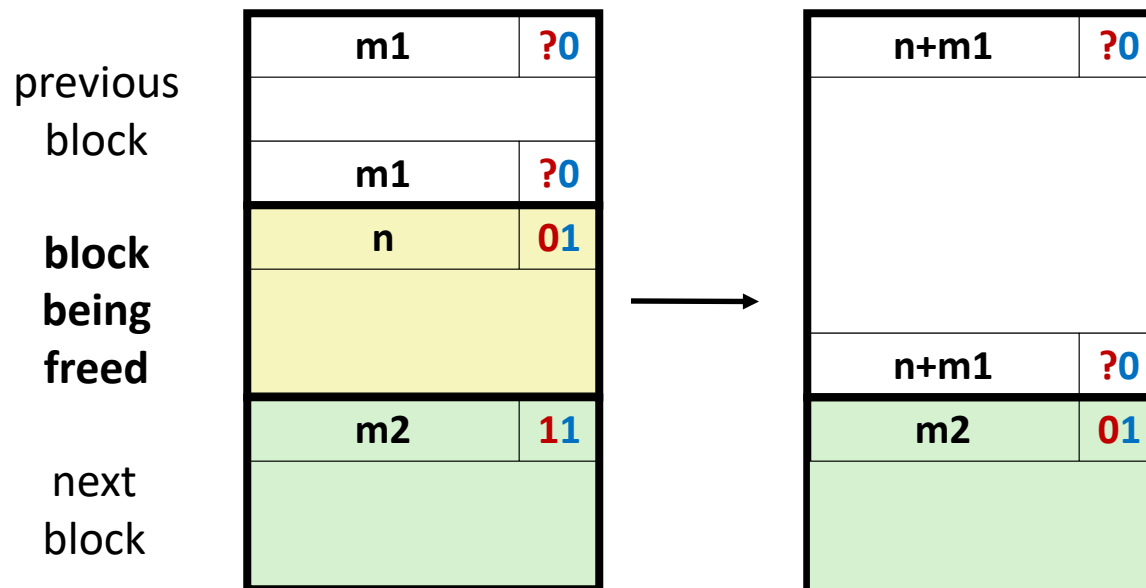 m1 ?0
previous
block
m1 ?0
block
being
freed
n 01
m2 11
next
block
n+m1 ?0
n+m1 ?0
m2 01